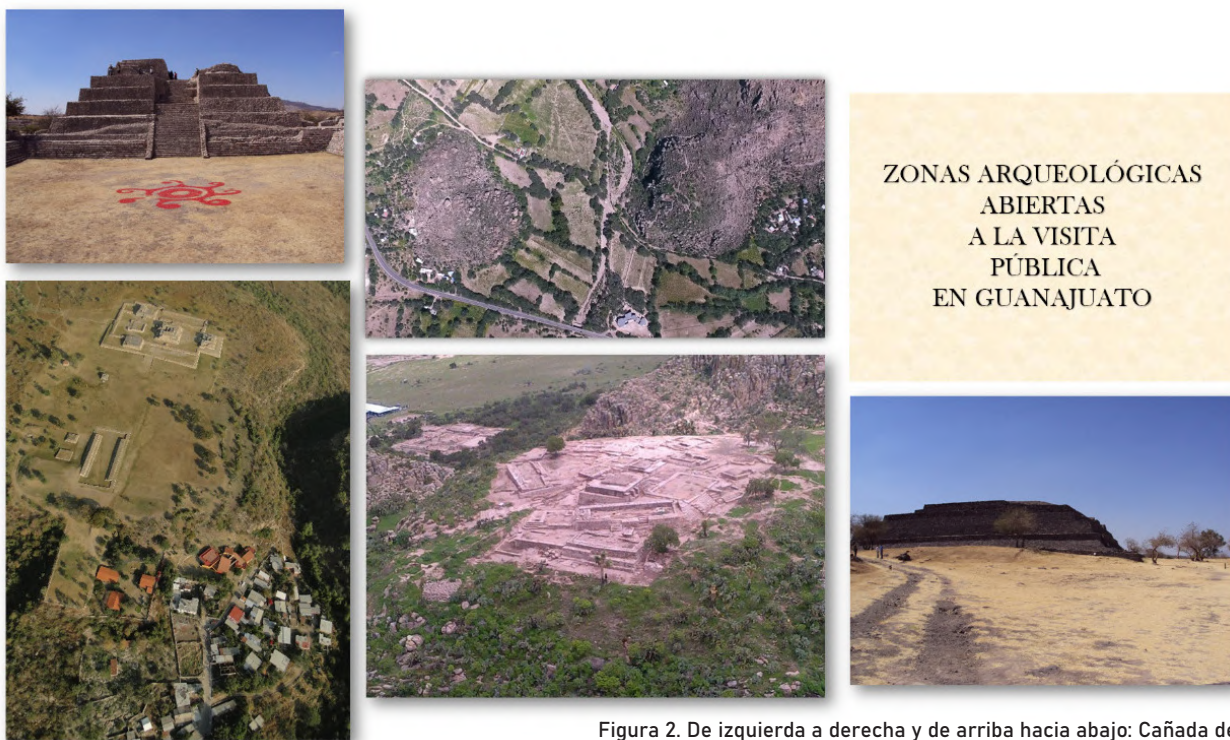 ZONAS ARQUEOLÓGICAS
ABIERTAS
A LA VISITA
PÚBLICA
EN GUANAJUATO
Figura 2. De izquierda a derecha y de arriba hacia abajo: Cañada de